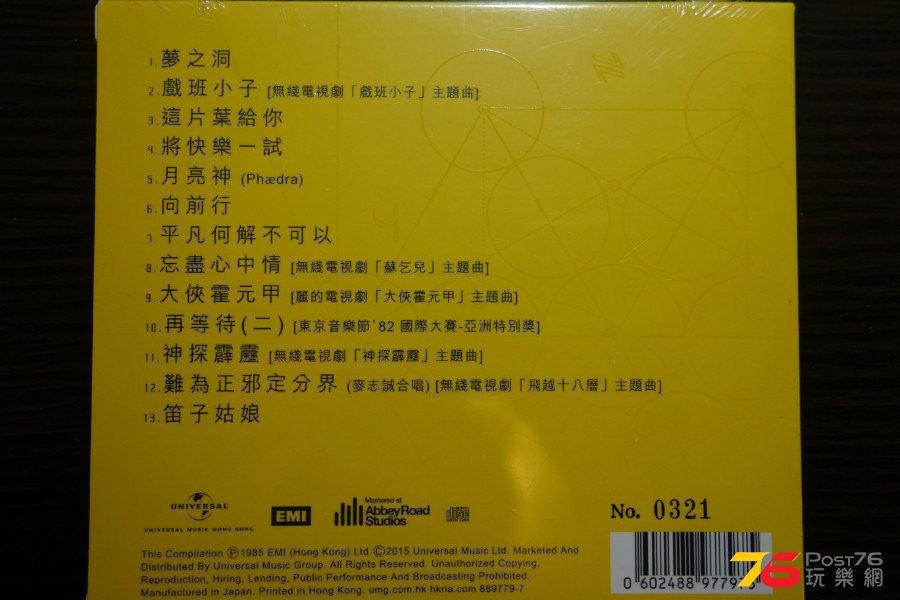 1. 夢之洞
2. 戲班小子 [無綫電視劇「戲班小子」主題曲]
3. 這片葉給你
4. 將快樂一試
5. 月亮神 (Phædra)
6. 向前行
7. 平凡何解不可以
8. 忘盡心中情 [無綫電視劇「蘇乞兒」主題曲]
9. 大俠霍元甲 [麗的電視劇「大俠霍元甲」主題曲]
10. 再等待(二) [東京音樂節'82 國際大賽-亞洲特別獎]
11. 神探霹靂 [無綫電視劇「神探霹靂」主題曲]
12. 難為正邪定分界 (麥志誠合唱) [無綫電視劇「飛越十八層」主題曲]
13. 笛子姑娘
No. 0321
UNIVERSAL
UNIVERSAL MUSIC HONG KONG
EMI
Mastered at
AbbeyRoad
Studios
This Compilation Ⓟ1985 EMI (Hong Kong) Ltd. ©2015 Universal Music Ltd. Marketed And
Distributed By Universal Music Group. All Rights Reserved. Unauthorized Copying,
Reproduction, Hiring, Lending, Public Performance And Broadcasting Prohibited.
Manufactured in Japan. Printed in Hong Kong. umg.com.hk hkria.com 889779-7
0 602488 97797
76 Post76
玩樂網